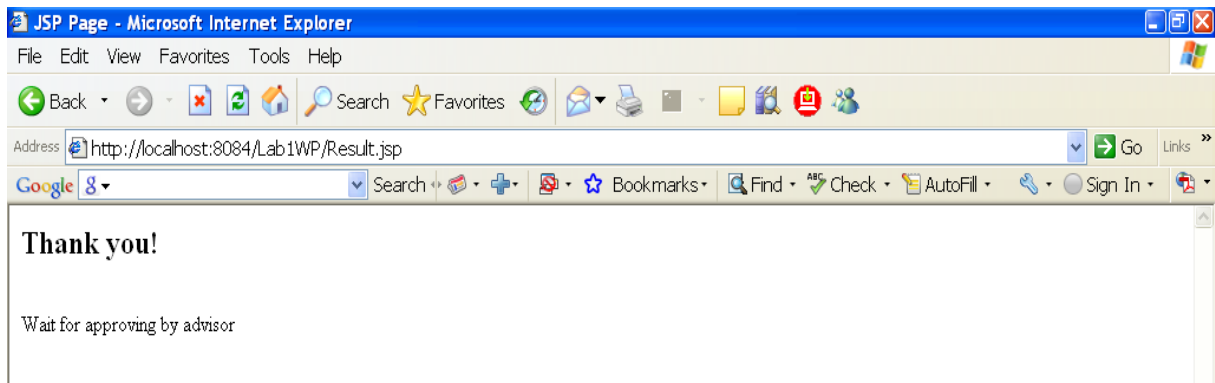 JSP Page - Microsoft Internet Explorer
File Edit View Favorites Tools Help
Back Search Favorites
Address http://localhost:8084/Lab1WP/Result.jsp Go Links »
Google Search Bookmarks Find Check AutoFill Sign In
Thank you!
Wait for approving by advisor